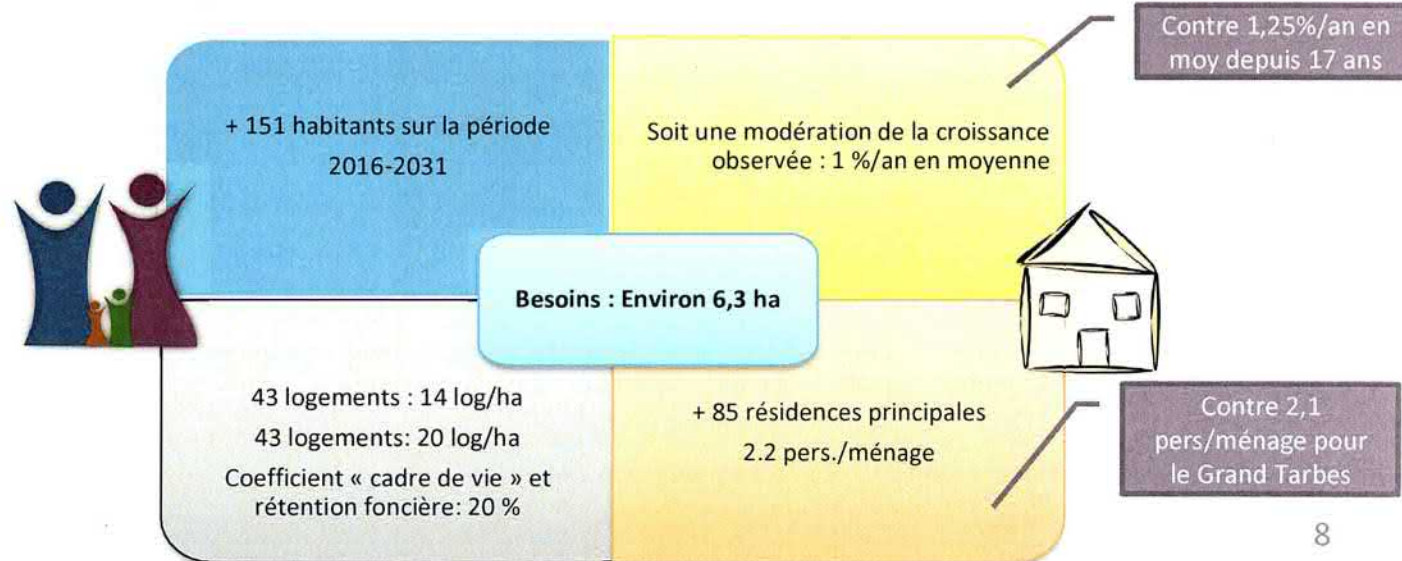 Contre 1,25%/an en
moy depuis 17 ans
+ 151 habitants sur la période
2016-2031
Soit une modération de la croissance
observée : 1 %/an en moyenne
Besoins : Environ 6,3 ha
43 logements : 14 log/ha
43 logements: 20 log/ha
Coefficient « cadre de vie » et
rétention foncière: 20 %
+ 85 résidences principales
2.2 pers./ménage
Contre 2,1
pers/ménage pour
le Grand Tarbes
8